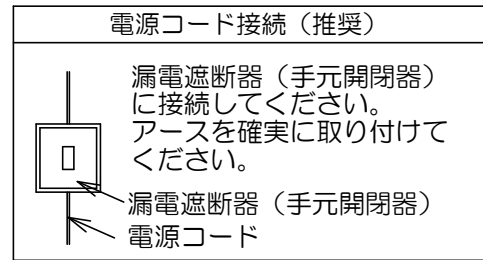 電源コード接続（推奨）
漏電遮断器（手元開閉器）
に接続してください。
アースを確実に取り付けて
ください。
漏電遮断器（手元開閉器）
電源コード